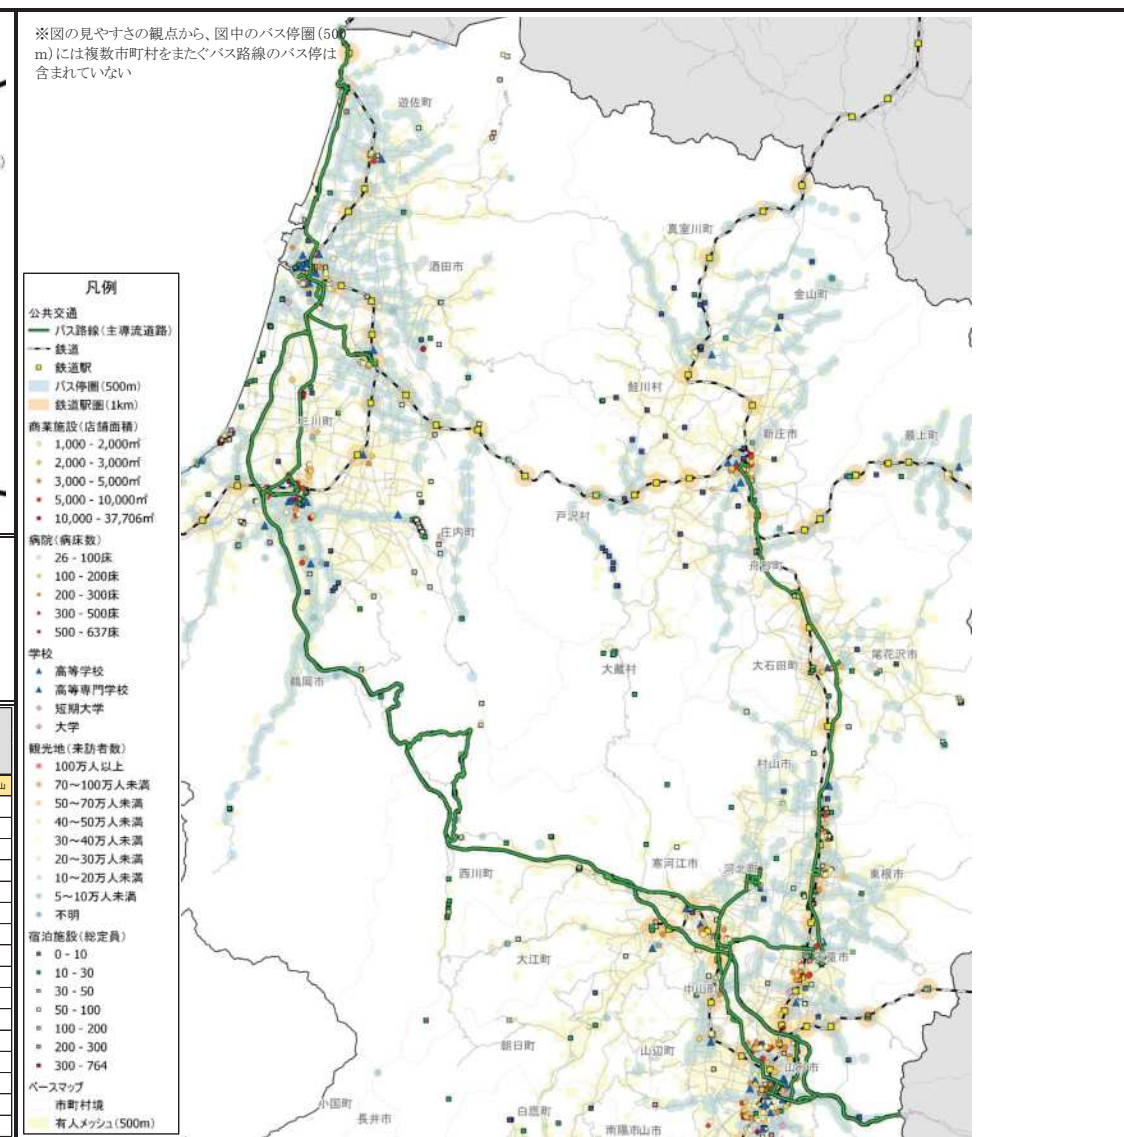 ※図の見やすさの観点から、図中のバス停圏(500
m)には複数市町村をまたぐバス路線のバス停は
含まれていない
遊佐町
真室川町
酒田市
金山町
鮭川村
三川町
新庄市
最上町
戸沢村
庄内町
舟形町
大蔵村
大石田町
尾花沢市
鶴岡市
村山市
寒河江市
河北町
東根市
西川町
大江町
天童市
中山町
朝日町
山辺町
山形市
小国町
長井市
白鷹町
南陽市
上山市
凡例
公共交通
バス路線(主導流道路)
鉄道
鉄道駅
バス停圏(500m)
鉄道駅圏(1km)
商業施設(店舗面積)
1,000 - 2,000㎡
2,000 - 3,000㎡
3,000 - 5,000㎡
5,000 - 10,000㎡
10,000 - 37,706㎡
病院(病床数)
26 - 100床
100 - 200床
200 - 300床
300 - 500床
500 - 637床
学校
高等学校
高等専門学校
短期大学
大学
観光地(来訪者数)
100万人以上
70～100万人未満
50～70万人未満
40～50万人未満
30～40万人未満
20～30万人未満
10～20万人未満
5～10万人未満
不明
宿泊施設(総定員)
0 - 10
10 - 30
30 - 50
50 - 100
100 - 200
200 - 300
300 - 764
ベースマップ
市町村境
有人メッシュ(500m)